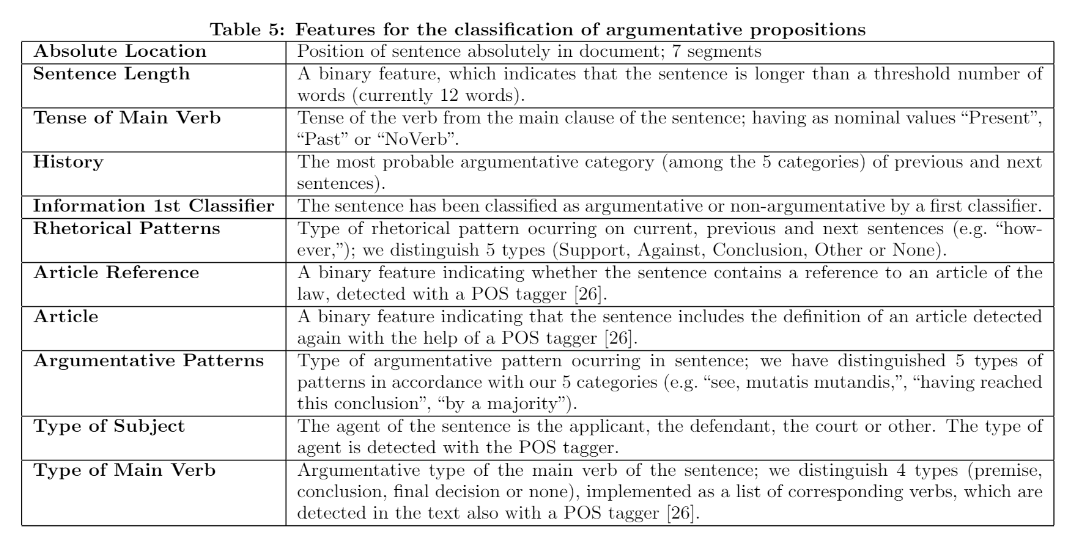 Table 5: Features for the classification of argumentative propositions
Absolute Location Position of sentence absolutely in document; 7 segments
Sentence Length A binary feature, which indicates that the sentence is longer than a threshold number of
words (currently 12 words).
Tense of Main Verb Tense of the verb from the main clause of the sentence; having as nominal values “Present”,
“Past” or “NoVerb”.
History The most probable argumentative category (among the 5 categories) of previous and next
sentences).
Information 1st Classifier The sentence has been classified as argumentative or non-argumentative by a first classifier.
Rhetorical Patterns Type of rhetorical pattern ocurring on current, previous and next sentences (e.g. “how-
ever,”); we distinguish 5 types (Support, Against, Conclusion, Other or None).
Article Reference A binary feature indicating whether the sentence contains a reference to an article of the
law, detected with a POS tagger [26].
Article A binary feature indicating that the sentence includes the definition of an article detected
again with the help of a POS tagger [26].
Argumentative Patterns Type of argumentative pattern ocurring in sentence; we have distinguished 5 types of
patterns in accordance with our 5 categories (e.g. “see, mutatis mutandis,”, “having reached
this conclusion”, “by a majority”).
Type of Subject The agent of the sentence is the applicant, the defendant, the court or other. The type of
agent is detected with the POS tagger.
Type of Main Verb Argumentative type of the main verb of the sentence; we distinguish 4 types (premise,
conclusion, final decision or none), implemented as a list of corresponding verbs, which are
detected in the text also with a POS tagger [26].